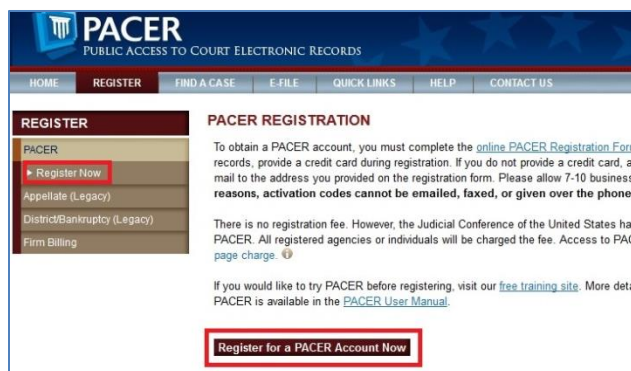 PACER
PUBLIC ACCESS TO COURT ELECTRONIC RECORDS
HOME REGISTER FIND A CASE E-FILE QUICK LINKS HELP CONTACT US
REGISTER
PACER
Register Now
Appellate (Legacy)
District/Bankruptcy (Legacy)
Firm Billing
PACER REGISTRATION
To obtain a PACER account, you must complete the online PACER Registration For
records, provide a credit card during registration. If you do not provide a credit card, a
mail to the address you provided on the registration form. Please allow 7-10 business
reasons, activation codes cannot be emailed, faxed, or given over the phone
There is no registration fee. However, the Judicial Conference of the United States ha
PACER. All registered agencies or individuals will be charged the fee. Access to PA
page charge.
If you would like to try PACER before registering, visit our free training site. More deta
PACER is available in the PACER User Manual.
Register for a PACER Account Now